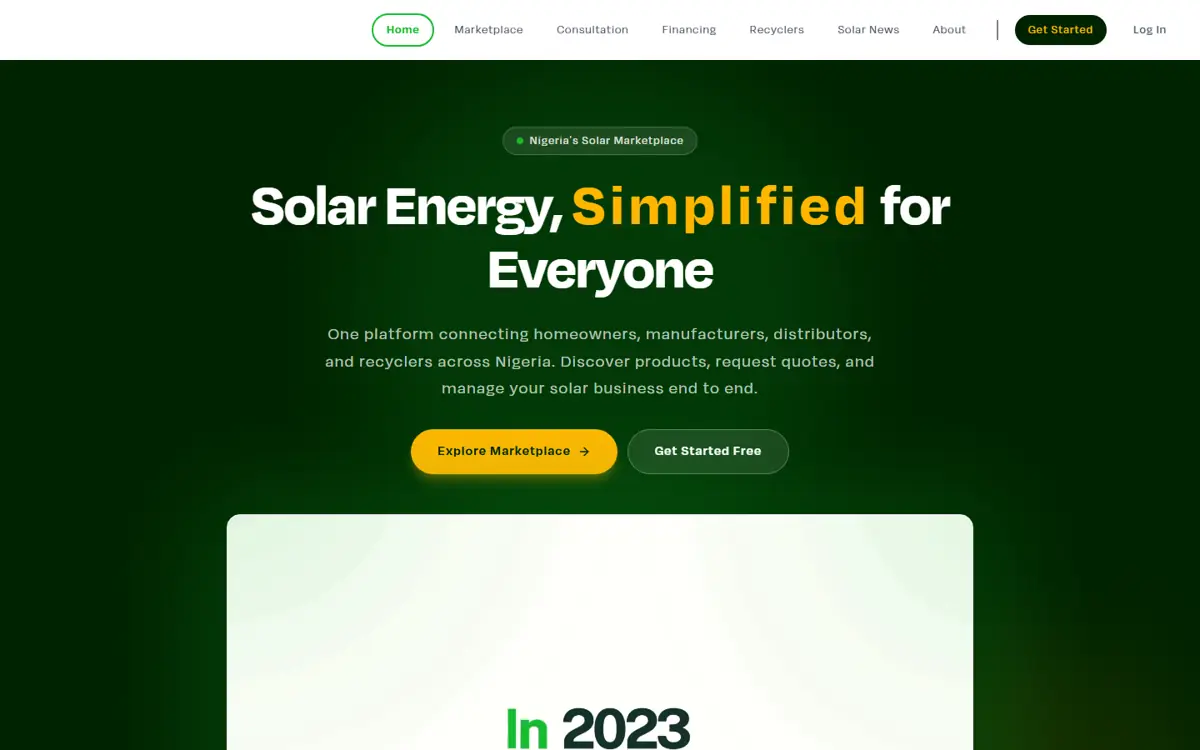 Home Marketplace Consultation Financing Recyclers Solar News About Get Started Log In
Nigeria's Solar Marketplace
Solar Energy, Simplified for
Everyone
One platform connecting homeowners, manufacturers, distributors,
and recyclers across Nigeria. Discover products, request quotes, and
manage your solar business end to end.
Explore Marketplace → Get Started Free
In 2023